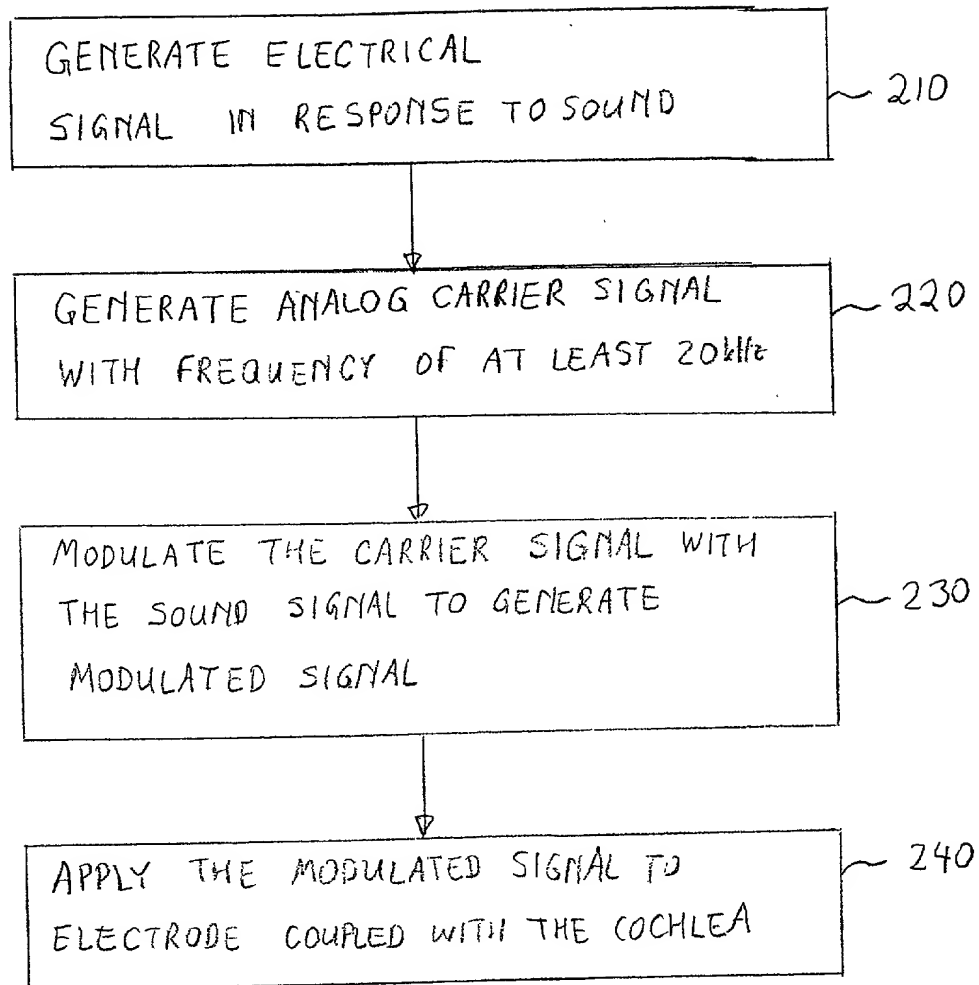 GENERATE ELECTRICAL
SIGNAL IN RESPONSE TO SOUND
210
GENERATE ANALOG CARRIER SIGNAL
WITH FREQUENCY OF AT LEAST 20kHz
220
MODULATE THE CARRIER SIGNAL WITH
THE SOUND SIGNAL TO GENERATE
MODULATED SIGNAL
230
APPLY THE MODULATED SIGNAL TO
ELECTRODE COUPLED WITH THE COCHLEA
240